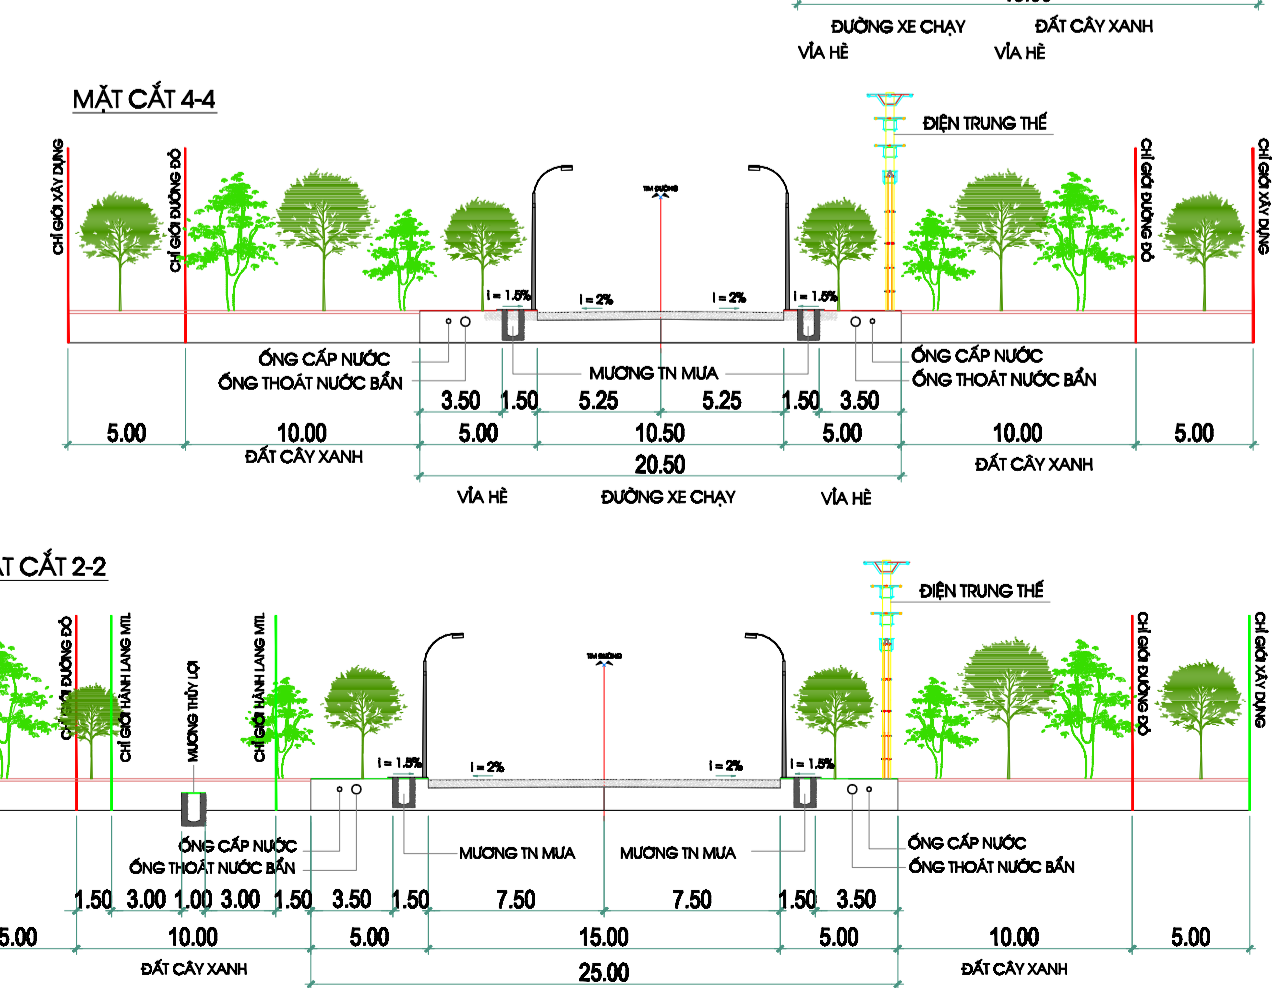 ĐƯỜNG XE CHẠY ĐẤT CÂY XANH
VỈA HÈ VỈA HÈ
MẶT CẮT 4-4
ĐIỆN TRUNG THẾ
CHỈ GIỚI XÂY DỰNG
CHỈ GIỚI ĐƯỜNG ĐỎ
TIM ĐƯỜNG
CHỈ GIỚI ĐƯỜNG ĐỎ
CHỈ GIỚI XÂY DỰNG
i = 1.5% i = 2% i = 2% i = 1.5%
ỐNG CẤP NƯỚC ỐNG CẤP NƯỚC
ỐNG THOÁT NƯỚC BẨN MƯƠNG TN MƯA ỐNG THOÁT NƯỚC BẨN
3.50 1.50 5.25 5.25 1.50 3.50
5.00 10.00 5.00 10.50 5.00 10.00 5.00
ĐẤT CÂY XANH 20.50 ĐẤT CÂY XANH
VỈA HÈ ĐƯỜNG XE CHẠY VỈA HÈ
ẶT CẮT 2-2
ĐIỆN TRUNG THẾ
CHỈ GIỚI ĐƯỜNG ĐỎ
CHỈ GIỚI HÀNH LANG MTL
MƯƠNG THỦY LỢI
CHỈ GIỚI HÀNH LANG MTL
TIM ĐƯỜNG
CHỈ GIỚI ĐƯỜNG ĐỎ
CHỈ GIỚI XÂY DỰNG
i = 1.5% i = 2% i = 2% i = 1.5%
ỐNG CẤP NƯỚC MƯƠNG TN MƯA MƯƠNG TN MƯA ỐNG CẤP NƯỚC
ỐNG THOÁT NƯỚC BẨN ỐNG THOÁT NƯỚC BẨN
1.50 3.00 1.00 3.00 1.50 3.50 1.50 7.50 7.50 1.50 3.50
5.00 10.00 5.00 15.00 5.00 10.00 5.00
ĐẤT CÂY XANH 25.00 ĐẤT CÂY XANH